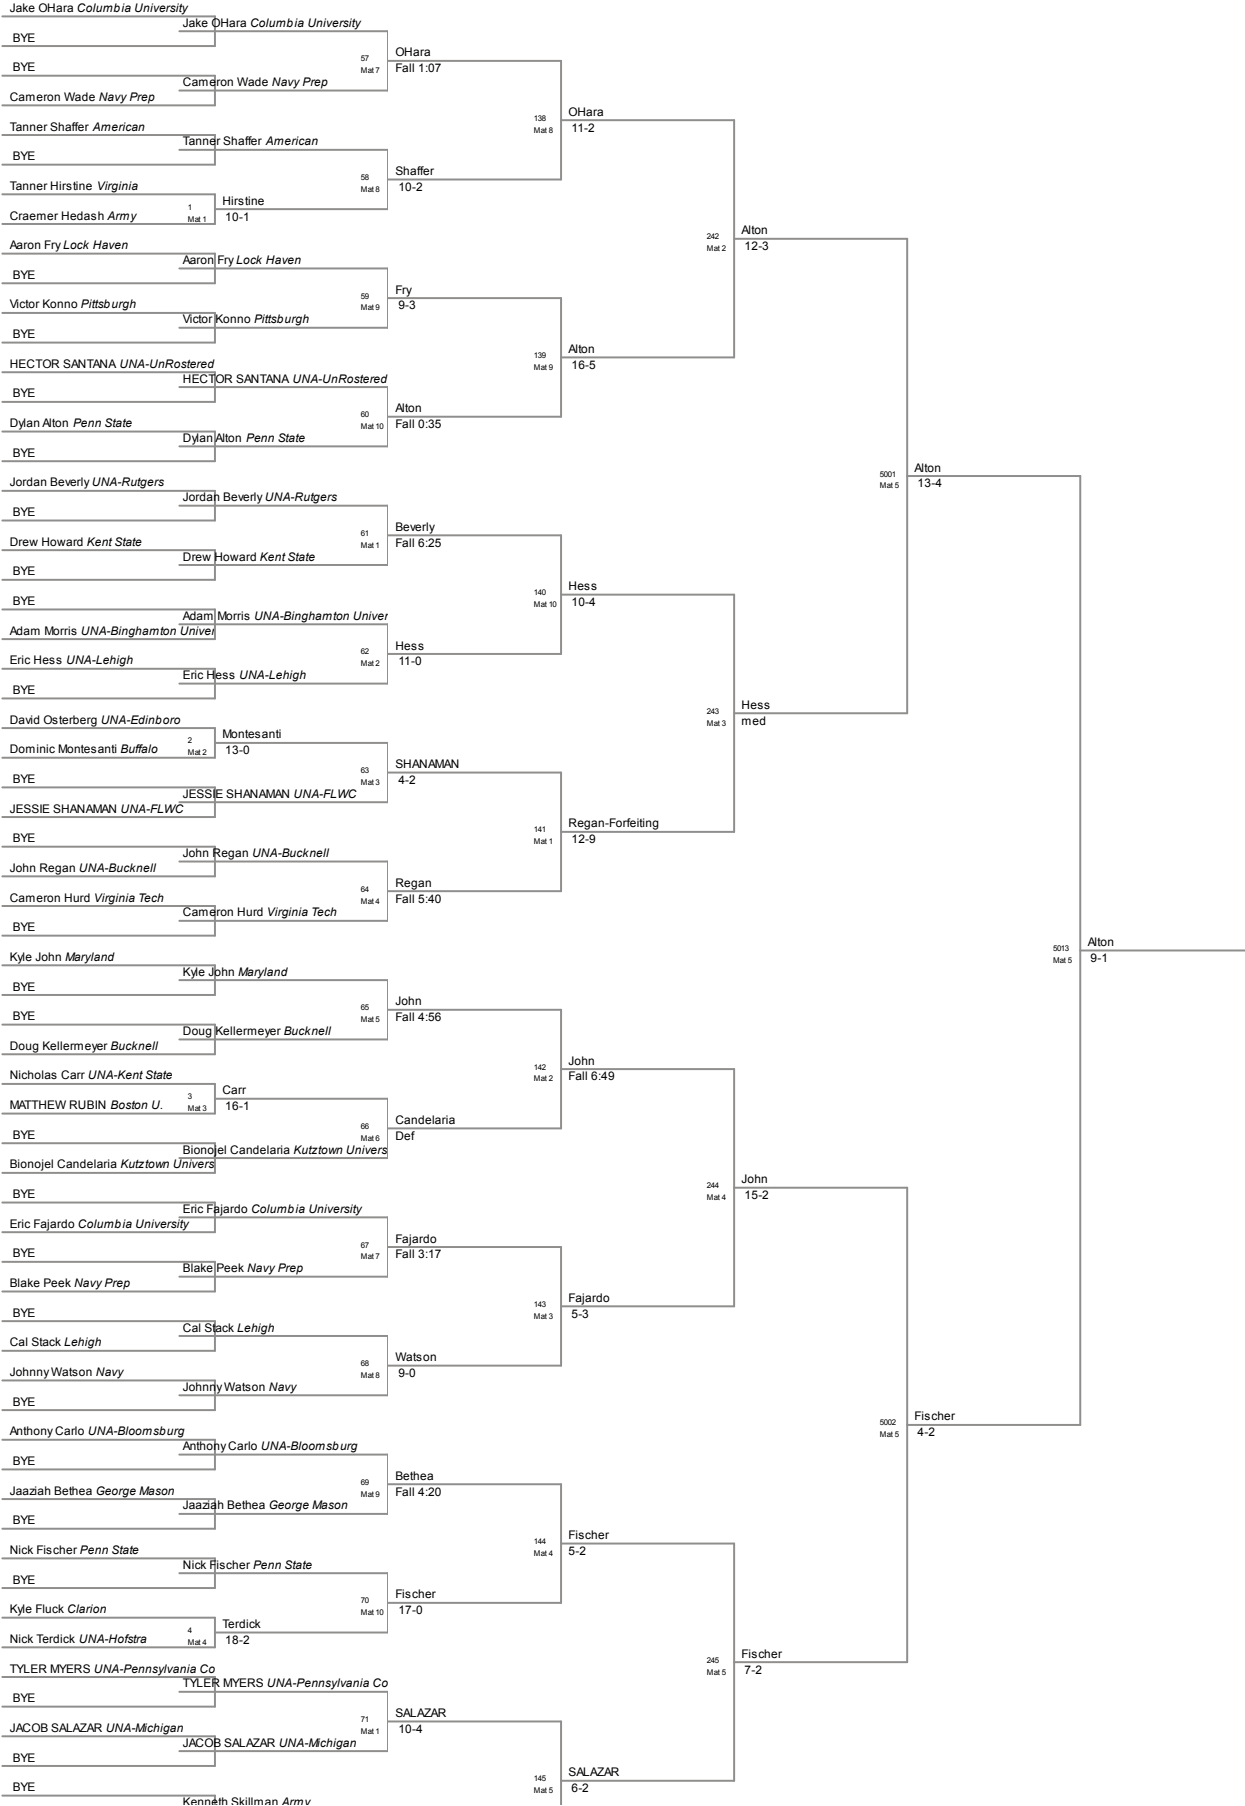 Jake OHara Columbia University
Jake OHara Columbia University
BYE
57 OHara
Mat 7 Fall 1:07
BYE
Cameron Wade Navy Prep
Cameron Wade Navy Prep
138 OHara
Mat 8 11-2
Tanner Shaffer American
Tanner Shaffer American
BYE
58 Shaffer
Mat 8 10-2
Tanner Hirstine Virginia
1 Hirstine
Craemer Hedash Army Mat 1 10-1
242 Alton
Mat 2 12-3
Aaron Fry Lock Haven
Aaron Fry Lock Haven
BYE
59 Fry
Mat 9 9-3
Victor Konno Pittsburgh
Victor Konno Pittsburgh
BYE
139 Alton
Mat 9 16-5
HECTOR SANTANA UNA-UnRostered
HECTOR SANTANA UNA-UnRostered
BYE
60 Alton
Mat 10 Fall 0:35
Dylan Alton Penn State
Dylan Alton Penn State
BYE
5001 Alton
Mat 5 13-4
Jordan Beverly UNA-Rutgers
Jordan Beverly UNA-Rutgers
BYE
61 Beverly
Mat 1 Fall 6:25
Drew Howard Kent State
Drew Howard Kent State
BYE
140 Hess
Mat 10 10-4
BYE
Adam Morris UNA-Binghamton Univer
Adam Morris UNA-Binghamton Univer
62 Hess
Mat 2 11-0
Eric Hess UNA-Lehigh
Eric Hess UNA-Lehigh
BYE
243 Hess
Mat 3 med
David Osterberg UNA-Edinboro
2 Montesanti
Dominic Montesanti Buffalo Mat 2 13-0
63 SHANAMAN
Mat 3 4-2
BYE
JESSIE SHANAMAN UNA-FLWC
JESSIE SHANAMAN UNA-FLWC
141 Regan-Forfeiting
Mat 1 12-9
BYE
John Regan UNA-Bucknell
John Regan UNA-Bucknell
64 Regan
Mat 4 Fall 5:40
Cameron Hurd Virginia Tech
Cameron Hurd Virginia Tech
BYE
5013 Alton
Mat 5 9-1
Kyle John Maryland
Kyle John Maryland
BYE
65 John
Mat 5 Fall 4:56
BYE
Doug Kellermeyer Bucknell
Doug Kellermeyer Bucknell
142 John
Mat 2 Fall 6:49
Nicholas Carr UNA-Kent State
3 Carr
MATTHEW RUBIN Boston U. Mat 3 16-1
66 Candelaria
Mat 6 Def
BYE
Bionojel Candelaria Kutztown Univers
Bionojel Candelaria Kutztown Univers
244 John
Mat 4 15-2
BYE
Eric Fajardo Columbia University
Eric Fajardo Columbia University
67 Fajardo
Mat 7 Fall 3:17
BYE
Blake Peek Navy Prep
Blake Peek Navy Prep
143 Fajardo
Mat 3 5-3
BYE
Cal Stack Lehigh
Cal Stack Lehigh
68 Watson
Mat 8 9-0
Johnny Watson Navy
Johnny Watson Navy
BYE
5002 Fischer
Mat 5 4-2
Anthony Carlo UNA-Bloomsburg
Anthony Carlo UNA-Bloomsburg
BYE
69 Bethea
Mat 9 Fall 4:20
Jaaziah Bethea George Mason
Jaaziah Bethea George Mason
BYE
144 Fischer
Mat 4 5-2
Nick Fischer Penn State
Nick Fischer Penn State
BYE
70 Fischer
Mat 10 17-0
Kyle Fluck Clarion
4 Terdick
Nick Terdick UNA-Hofstra Mat 4 18-2
245 Fischer
Mat 5 7-2
TYLER MYERS UNA-Pennsylvania Co
TYLER MYERS UNA-Pennsylvania Co
BYE
71 SALAZAR
Mat 1 10-4
JACOB SALAZAR UNA-Michigan
JACOB SALAZAR UNA-Michigan
BYE
145 SALAZAR
Mat 5 6-2
BYE
Kenneth Skillman Army